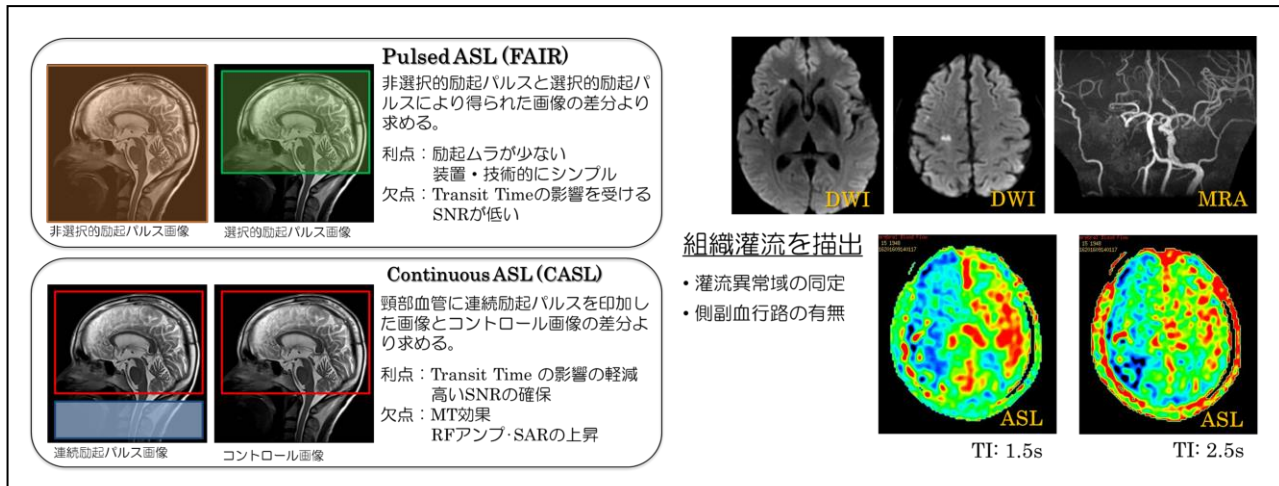 Pulsed ASL (FAIR)
非選択的励起パルスと選択的励起パ
ルスにより得られた画像の差分より
求める。
利点：励起ムラが少ない
装置・技術的にシンプル
欠点：Transit Timeの影響を受ける
SNRが低い
非選択的励起パルス画像
選択的励起パルス画像
Continuous ASL (CASL)
頸部血管に連続励起パルスを印加し
た画像とコントロール画像の差分よ
り求める。
利点：Transit Time の影響の軽減
高いSNRの確保
欠点：MT効果
RFアンプ・SARの上昇
連続励起パルス画像
コントロール画像
DWI
DWI
MRA
組織灌流を描出
• 灌流異常域の同定
• 側副血行路の有無
ASL
ASL
TI: 1.5s
TI: 2.5s